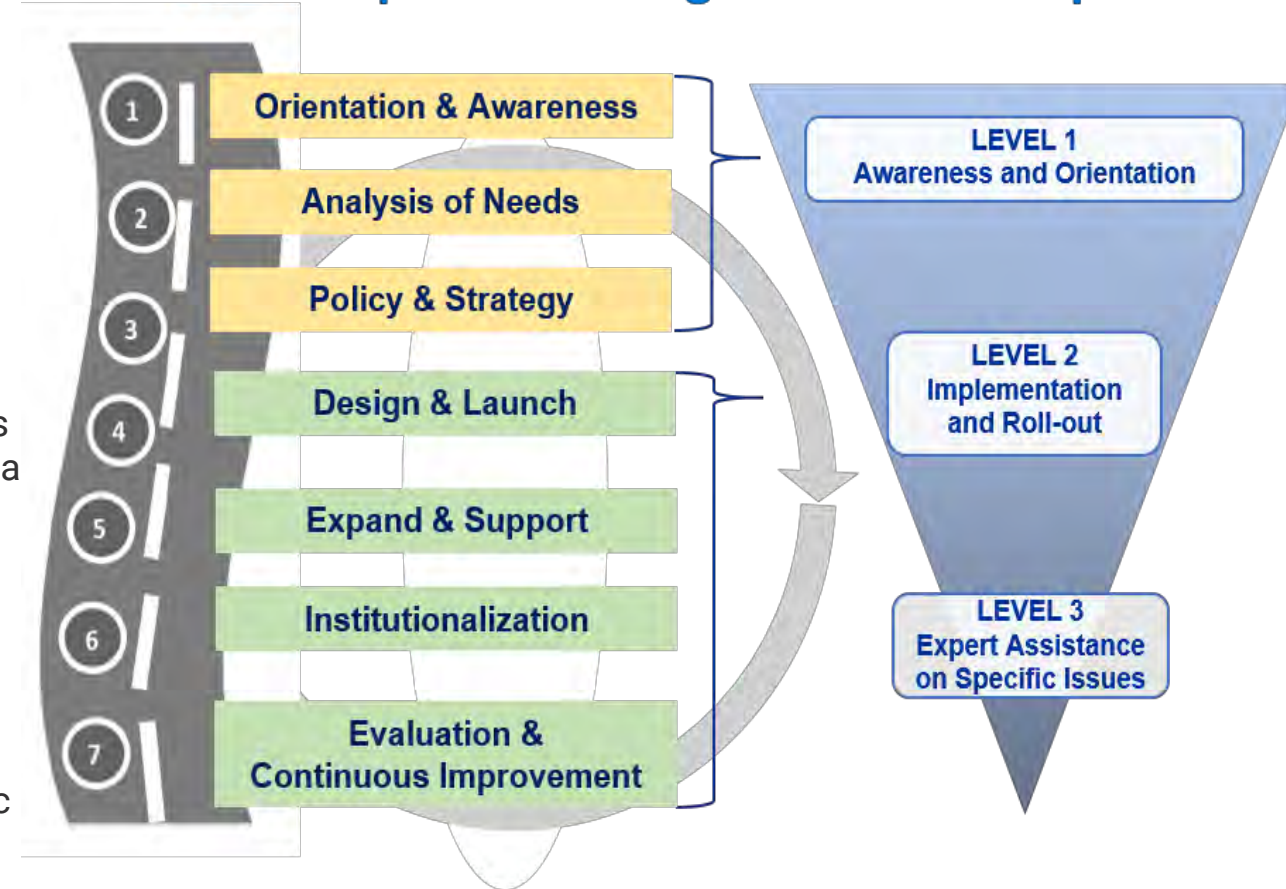 1
Orientation & Awareness
2
Analysis of Needs
3
Policy & Strategy
4
Design & Launch
5
Expand & Support
6
Institutionalization
7
Evaluation &
Continuous Improvement
LEVEL 1
Awareness and Orientation
LEVEL 2
Implementation
and Roll-out
LEVEL 3
Expert Assistance
on Specific Issues
s
a
c